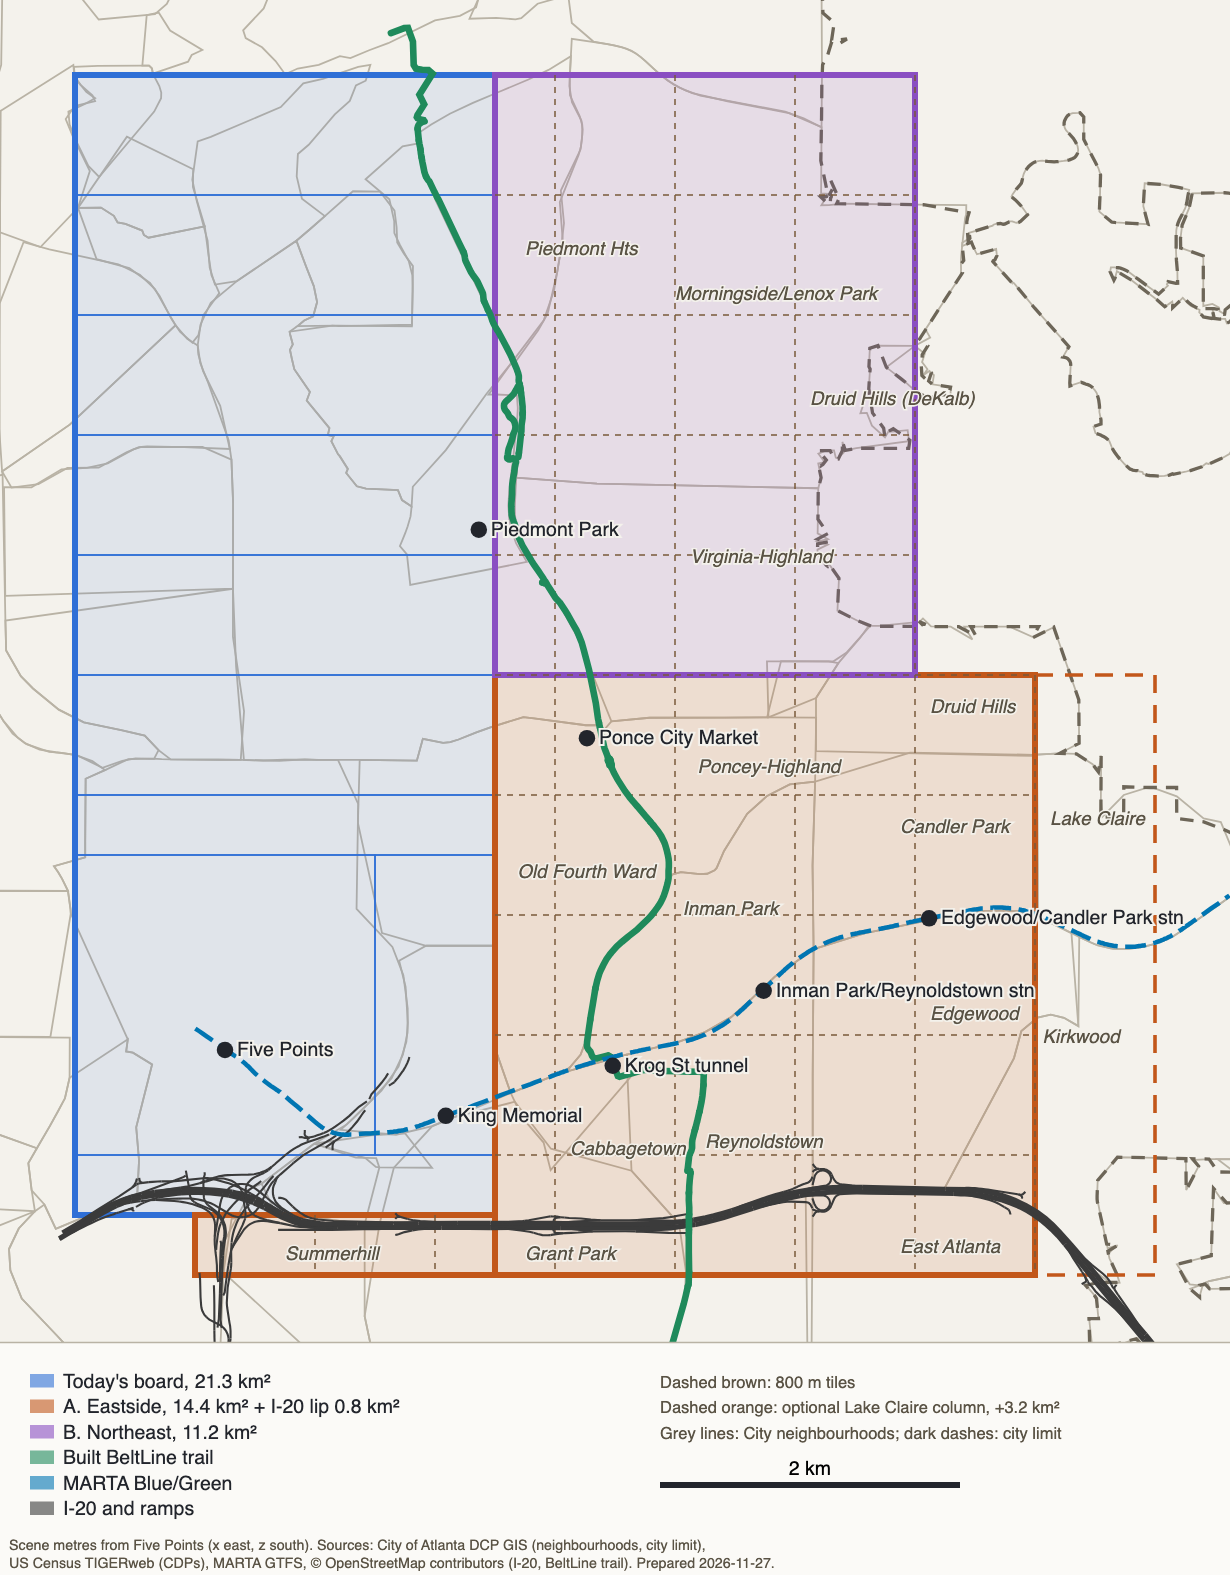 Piedmont Hts
Morningside/Lenox Park
Druid Hills (DeKalb)
Piedmont Park
Virginia-Highland
Druid Hills
Ponce City Market
Poncey-Highland
Lake Claire
Candler Park
Old Fourth Ward
Inman Park
Edgewood/Candler Park stn
Inman Park/Reynoldstown stn
Edgewood
Kirkwood
Five Points
Krog St tunnel
King Memorial
Reynoldstown
Cabbagetown
East Atlanta
Summerhill
Grant Park
Today's board, 21.3 km²
A. Eastside, 14.4 km² + I-20 lip 0.8 km²
B. Northeast, 11.2 km²
Built BeltLine trail
MARTA Blue/Green
I-20 and ramps
Dashed brown: 800 m tiles
Dashed orange: optional Lake Claire column, +3.2 km²
Grey lines: City neighbourhoods; dark dashes: city limit
2 km
Scene metres from Five Points (x east, z south). Sources: City of Atlanta DCP GIS (neighbourhoods, city limit),
US Census TIGERweb (CDPs), MARTA GTFS, © OpenStreetMap contributors (I-20, BeltLine trail). Prepared 2026-11-27.